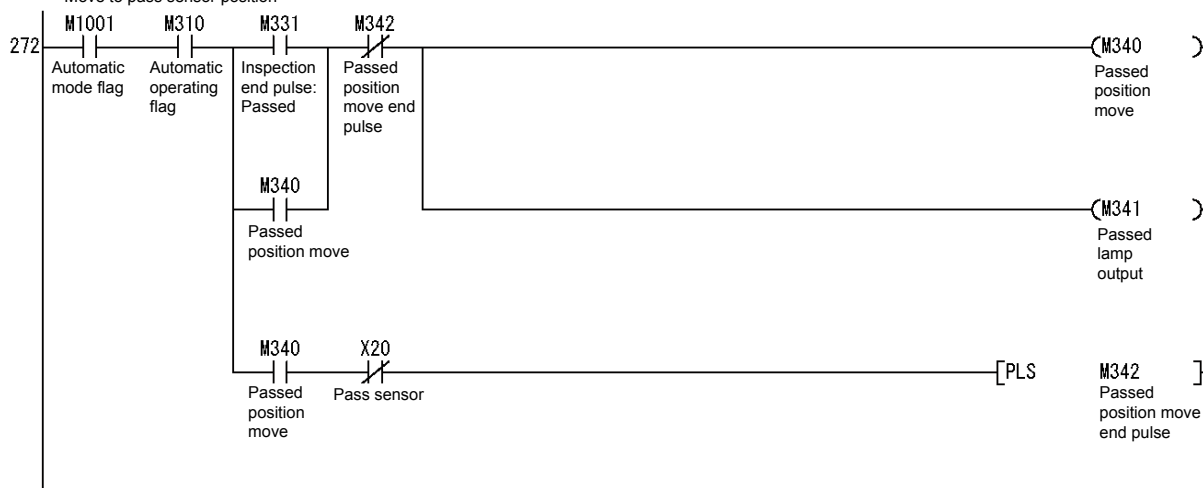 Move to pass sensor position
M1001 M310 M331 M342
272
(M340 )
Automatic mode flag
Automatic operating flag
Inspection end pulse: Passed
Passed position move end pulse
Passed position move
M340
Passed position move
(M341 )
Passed lamp output
M340 X20
[PLS M342 ]
Passed position move
Pass sensor
Passed position move end pulse